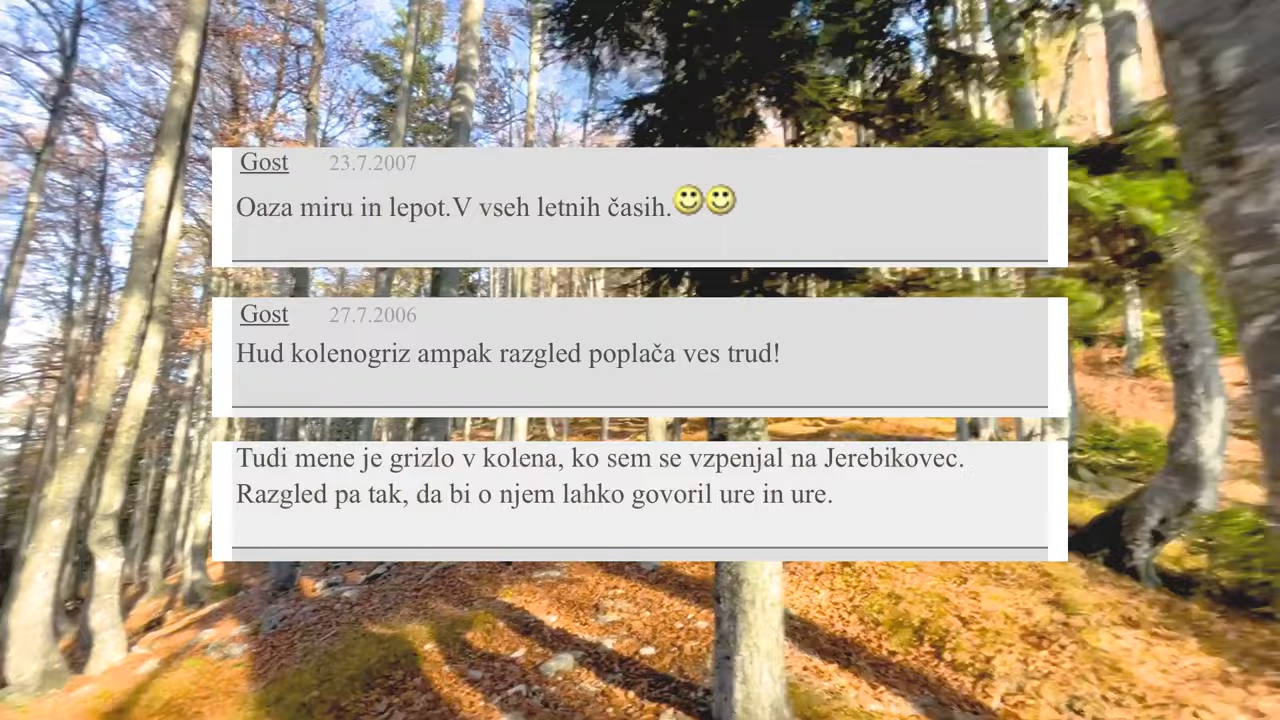 Gost 23.7.2007
Oaza miru in lepot.V vseh letnih časih.
Gost 27.7.2006
Hud kolenogriz ampak razgled poplača ves trud!
Tudi mene je grizlo v kolena, ko sem se vzpenjal na Jerebikovec.
Razgled pa tak, da bi o njem lahko govoril ure in ure.